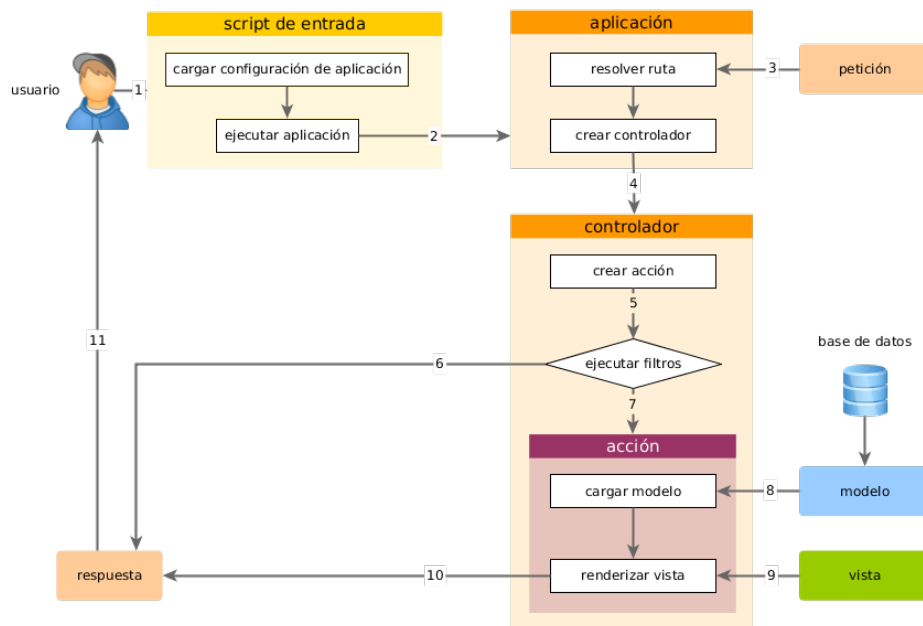 script de entrada
aplicación
cargar configuración de aplicación
resolver ruta
3
petición
usuario
1
ejecutar aplicación
2
crear controlador
4
controlador
crear acción
5
11
6
ejecutar filtros
base de datos
7
acción
cargar modelo
8
modelo
respuesta
10
renderizar vista
9
vista